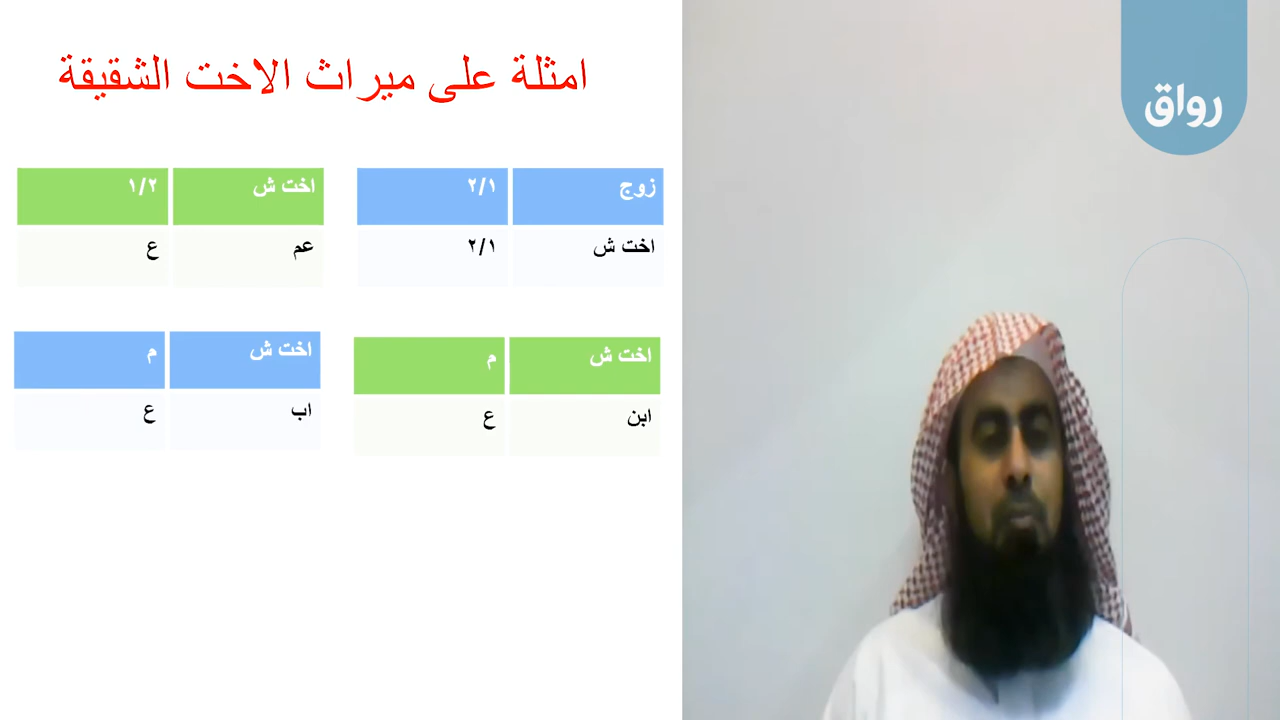 امثلة على ميراث الاخت الشقيقة
رواق
زوج ٢/١
اخت ش ٢/١
اخت ش ١/٢
عم ع
اخت ش م
ابن ع
اخت ش م
اب ع